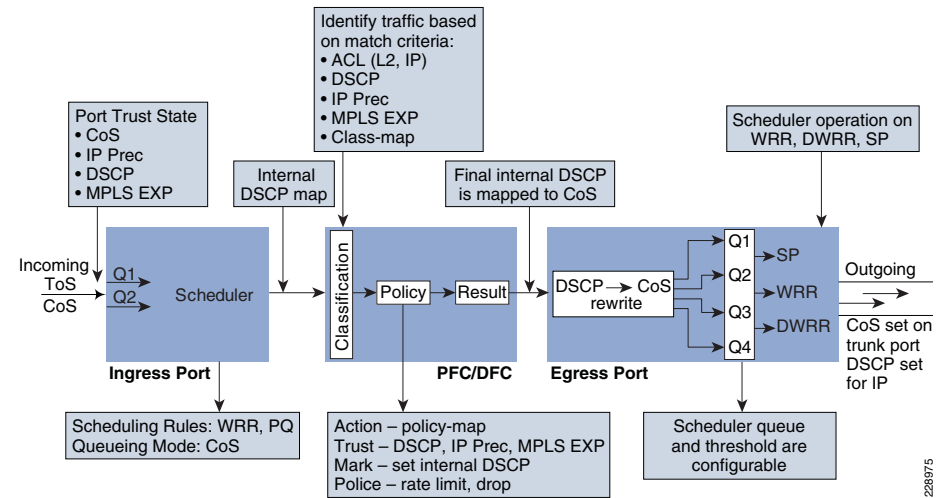 Identify traffic based
on match criteria:
• ACL (L2, IP)
• DSCP
• IP Prec
• MPLS EXP
• Class-map
Port Trust State
• CoS
• IP Prec
• DSCP
• MPLS EXP
Internal
DSCP map
Final internal DSCP
is mapped to CoS
Scheduler operation on
WRR, DWRR, SP
Incoming
ToS
CoS
Q1
Q2
Scheduler
Ingress Port
Classification
Policy
Result
PFC/DFC
DSCP → CoS
rewrite
Q1
Q2
Q3
Q4
SP
WRR
DWRR
Egress Port
Outgoing
CoS set on
trunk port
DSCP set
for IP
Scheduling Rules: WRR, PQ
Queueing Mode: CoS
Action – policy-map
Trust – DSCP, IP Prec, MPLS EXP
Mark – set internal DSCP
Police – rate limit, drop
Scheduler queue
and threshold are
configurable
228975